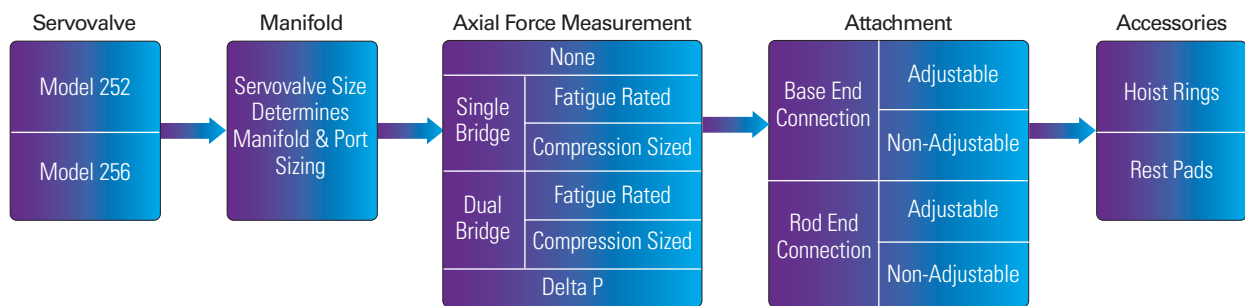 Servovalve
Model 252
Model 256
Manifold
Servovalve Size
Determines
Manifold & Port
Sizing
Axial Force Measurement
None
Single
Bridge
Fatigue Rated
Compression Sized
Dual
Bridge
Fatigue Rated
Compression Sized
Delta P
Attachment
Base End
Connection
Adjustable
Non-Adjustable
Rod End
Connection
Adjustable
Non-Adjustable
Accessories
Hoist Rings
Rest Pads